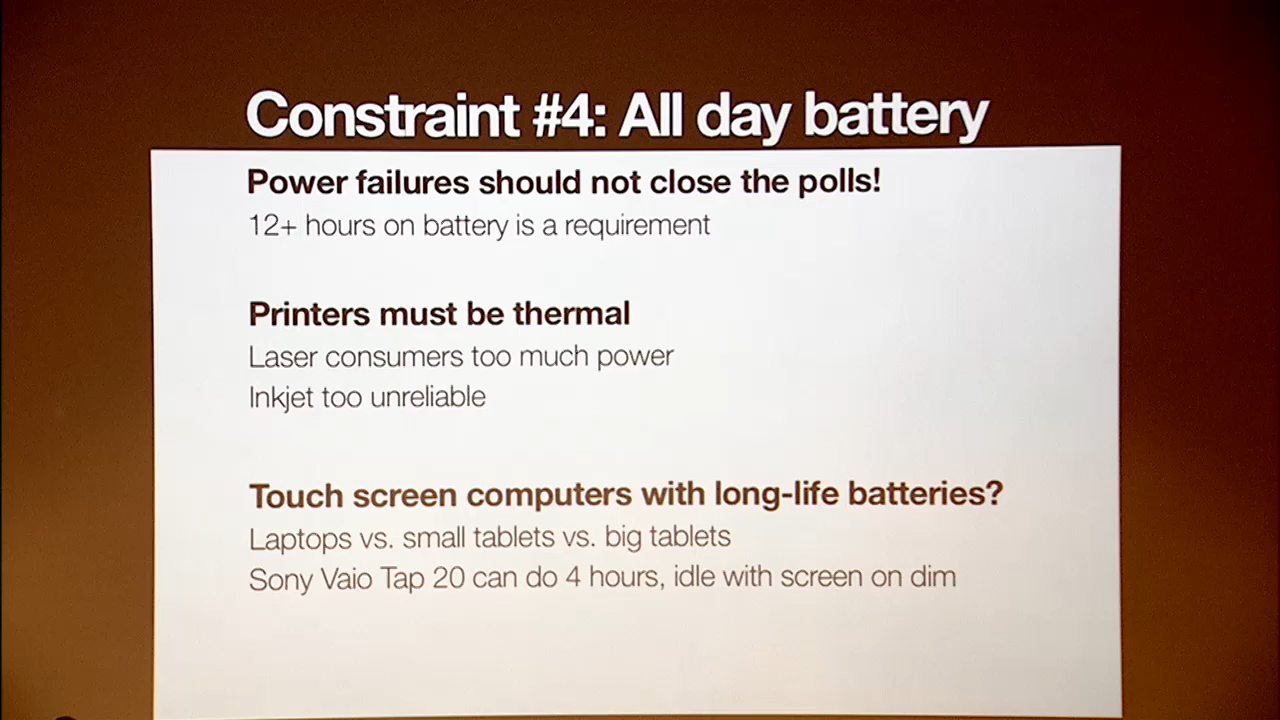 Constraint #4: All day battery
Power failures should not close the polls!
12+ hours on battery is a requirement
Printers must be thermal
Laser consumers too much power
Inkjet too unreliable
Touch screen computers with long-life batteries?
Laptops vs. small tablets vs. big tablets
Sony Vaio Tap 20 can do 4 hours, idle with screen on dim